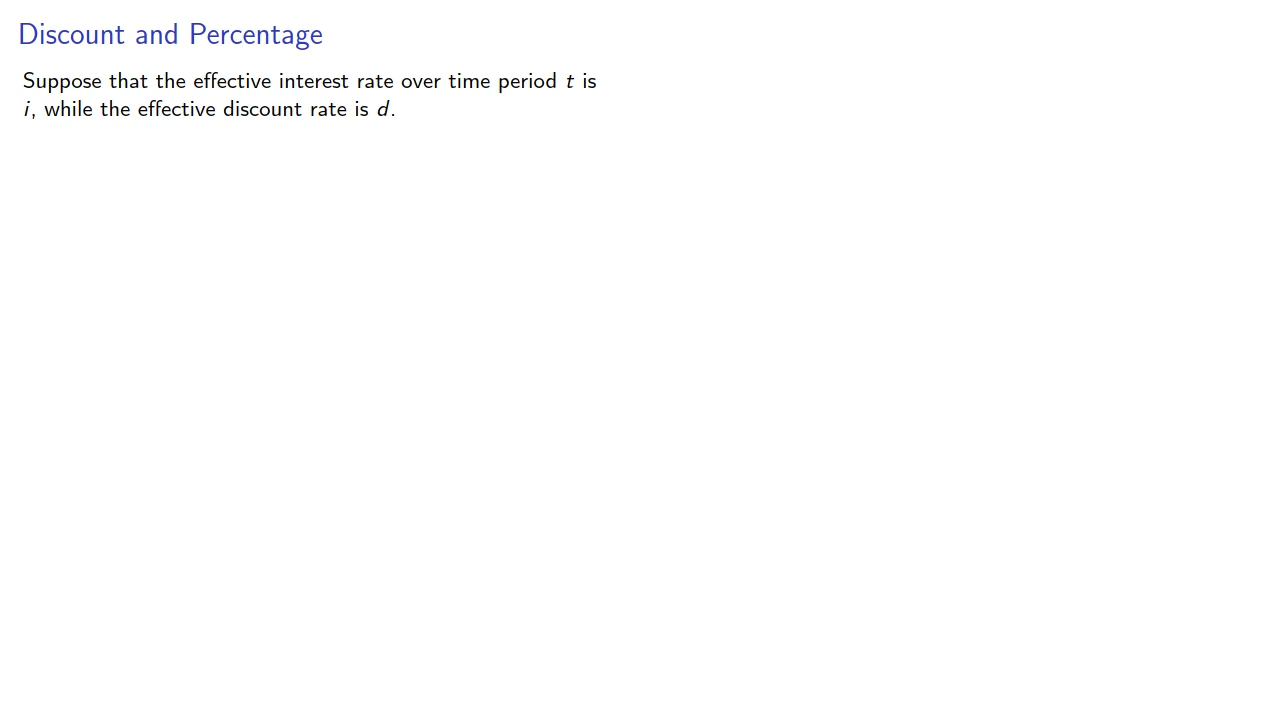 Discount and Percentage
Suppose that the effective interest rate over time period t is
i, while the effective discount rate is d.